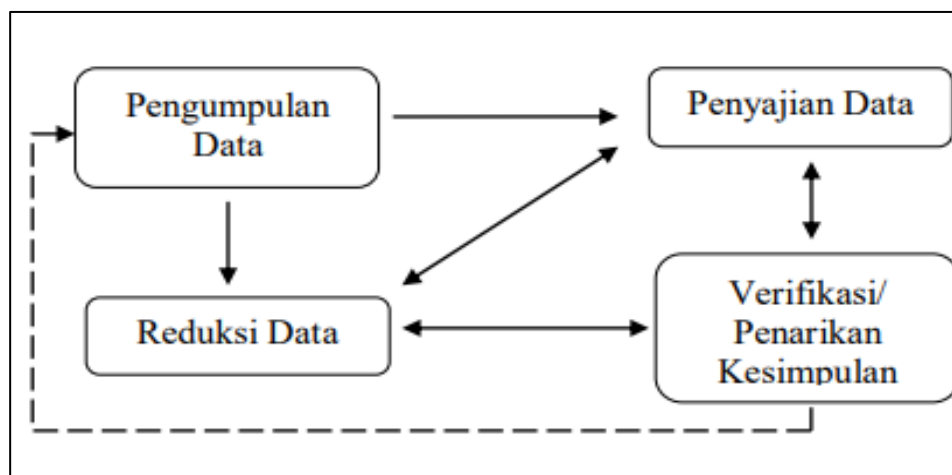 Pengumpulan
Data
Penyajian Data
Reduksi Data
Verifikasi/
Penarikan
Kesimpulan